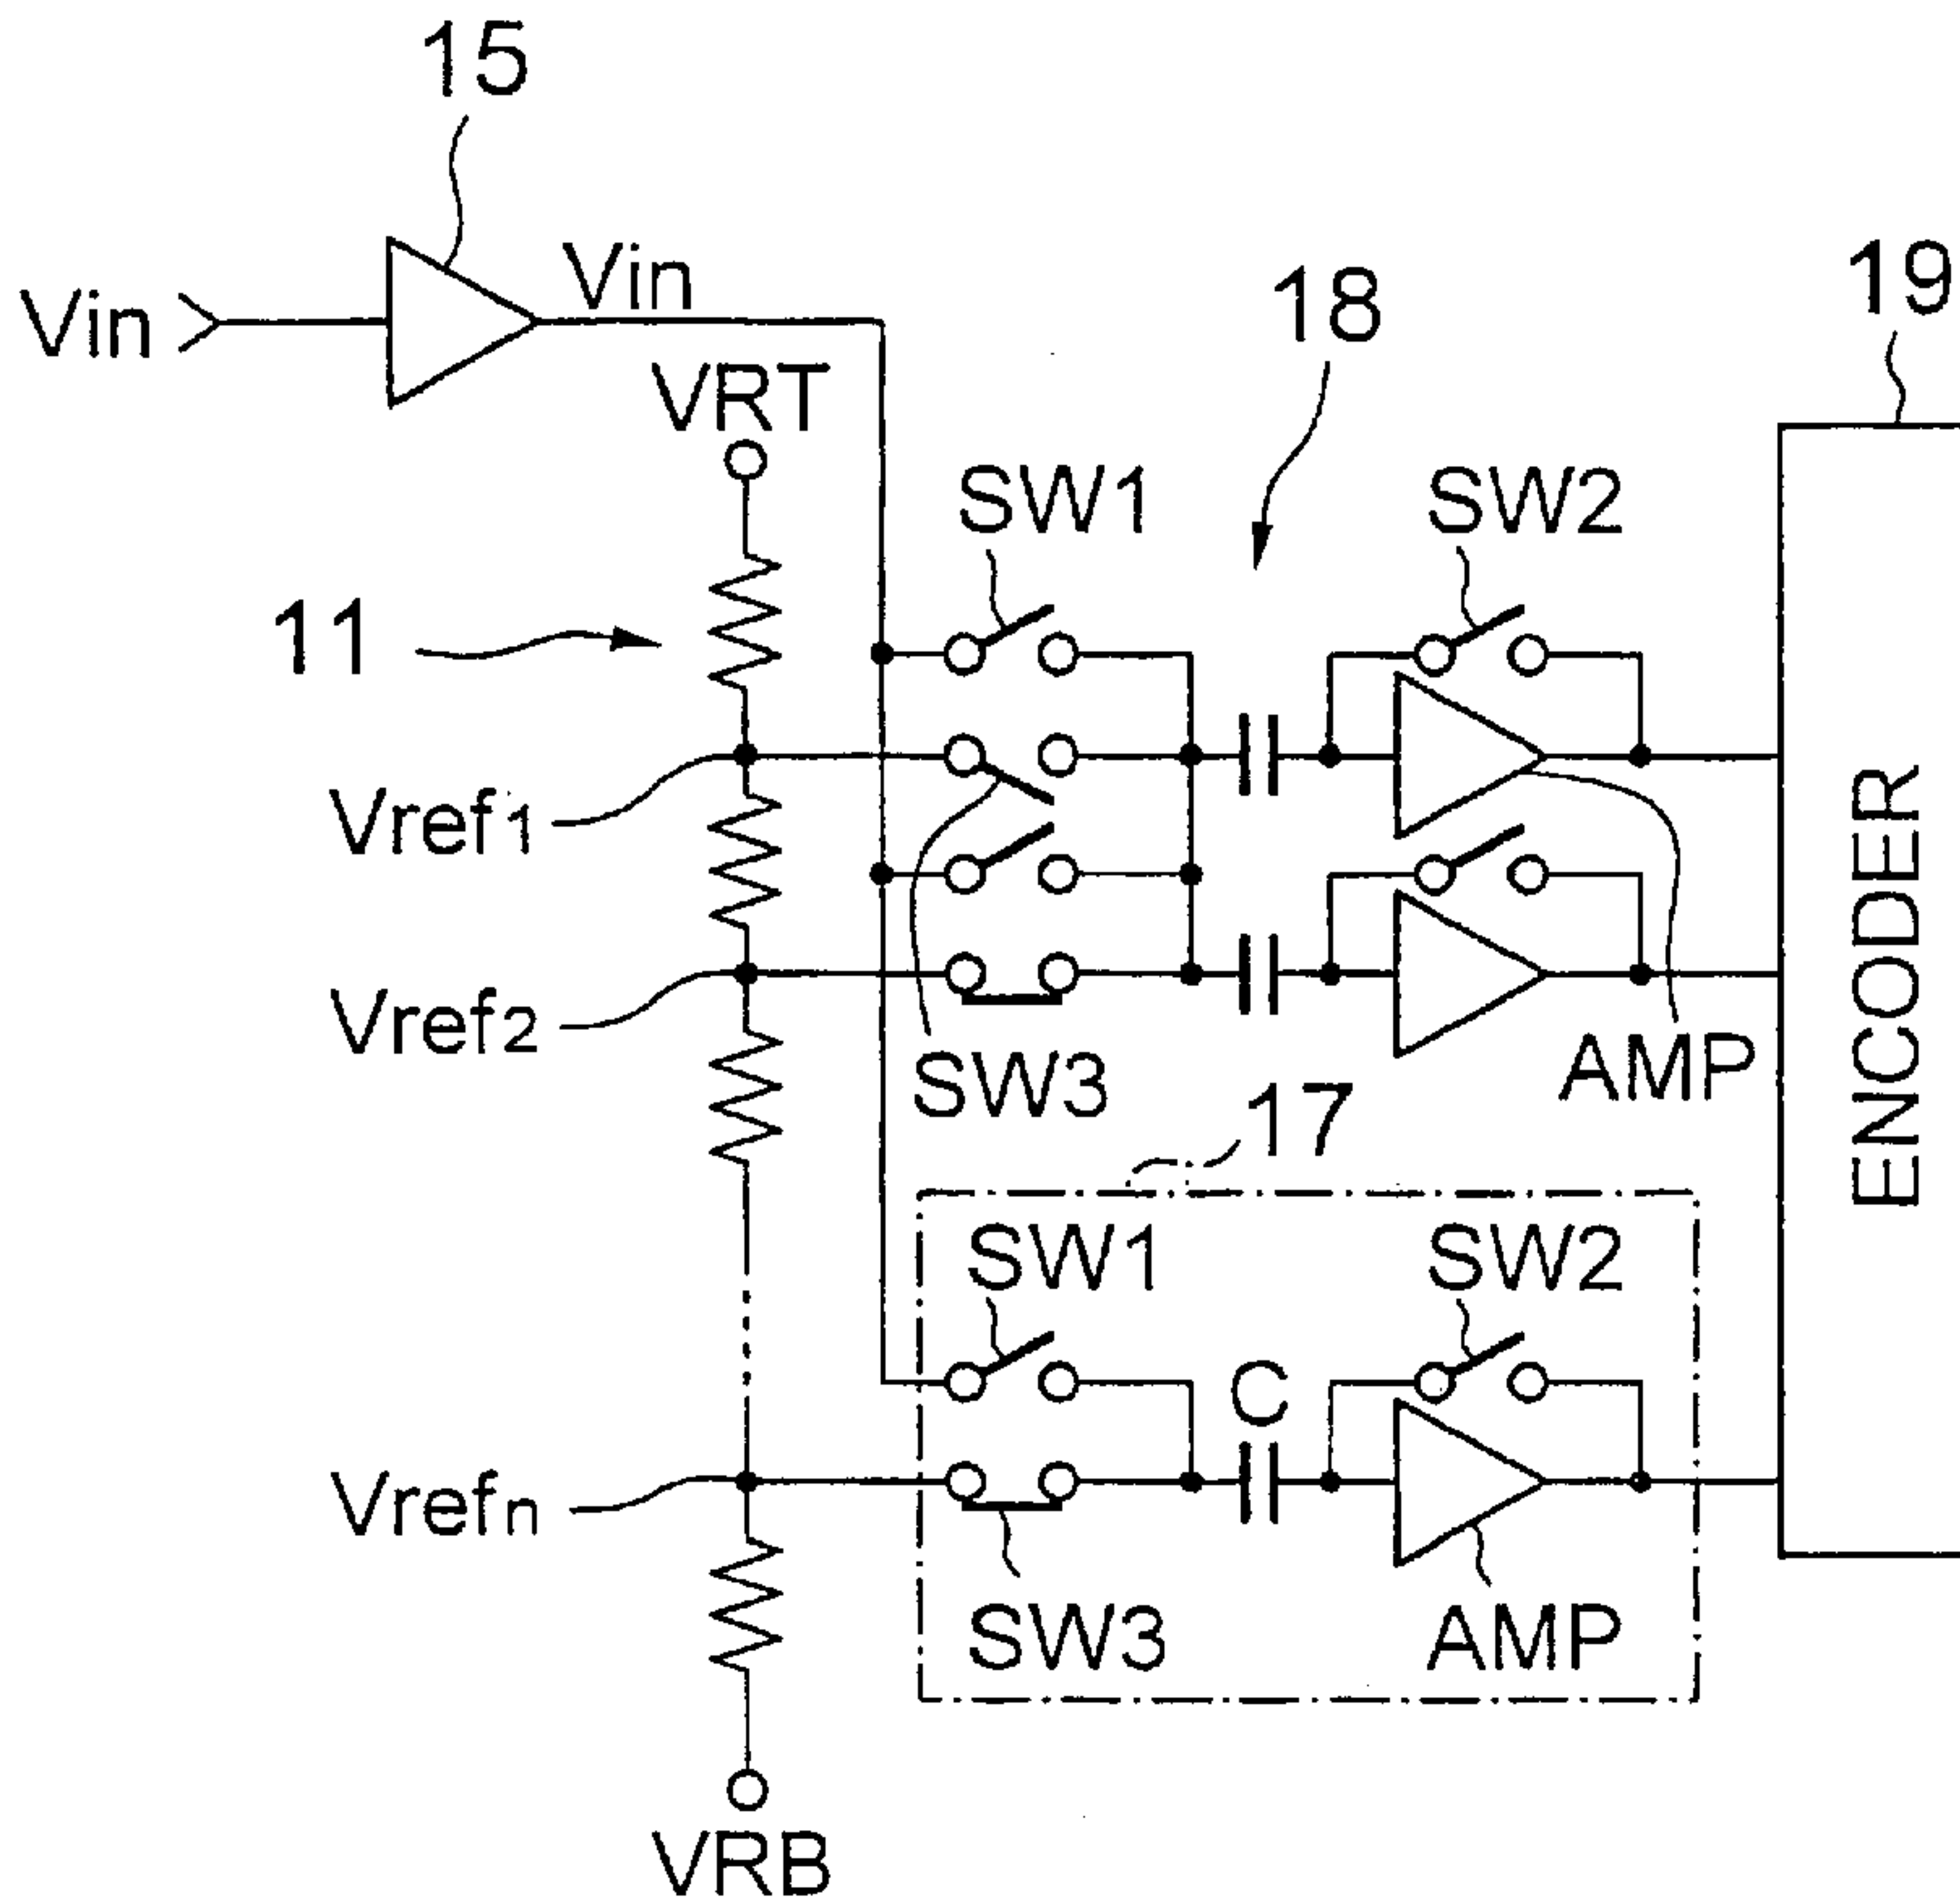 15
Vin
Vin
VRT
18
19
SW1
SW2
11
Vref1
Vref2
SW3
AMP
ENCODER
17
SW1
SW2
C
Vrefn
SW3
AMP
VRB